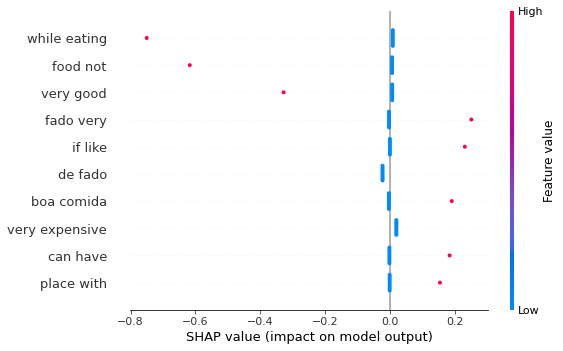 High
while eating
food not
very good
fado very
if like
de fado
boa comida
very expensive
can have
place with
Low
−0.8 −0.6 −0.4 −0.2 0.0 0.2
SHAP value (impact on model output)
Feature value